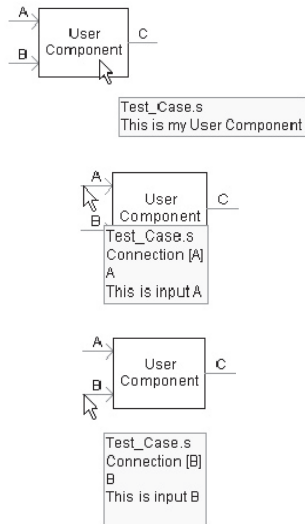 A
User
Component
C
B
Test_Case.s
This is my User Component
A
User
Component
C
B
Test_Case.s
Connection [A]
A
This is input A
A
User
Component
C
B
Test_Case.s
Connection [B]
B
This is input B